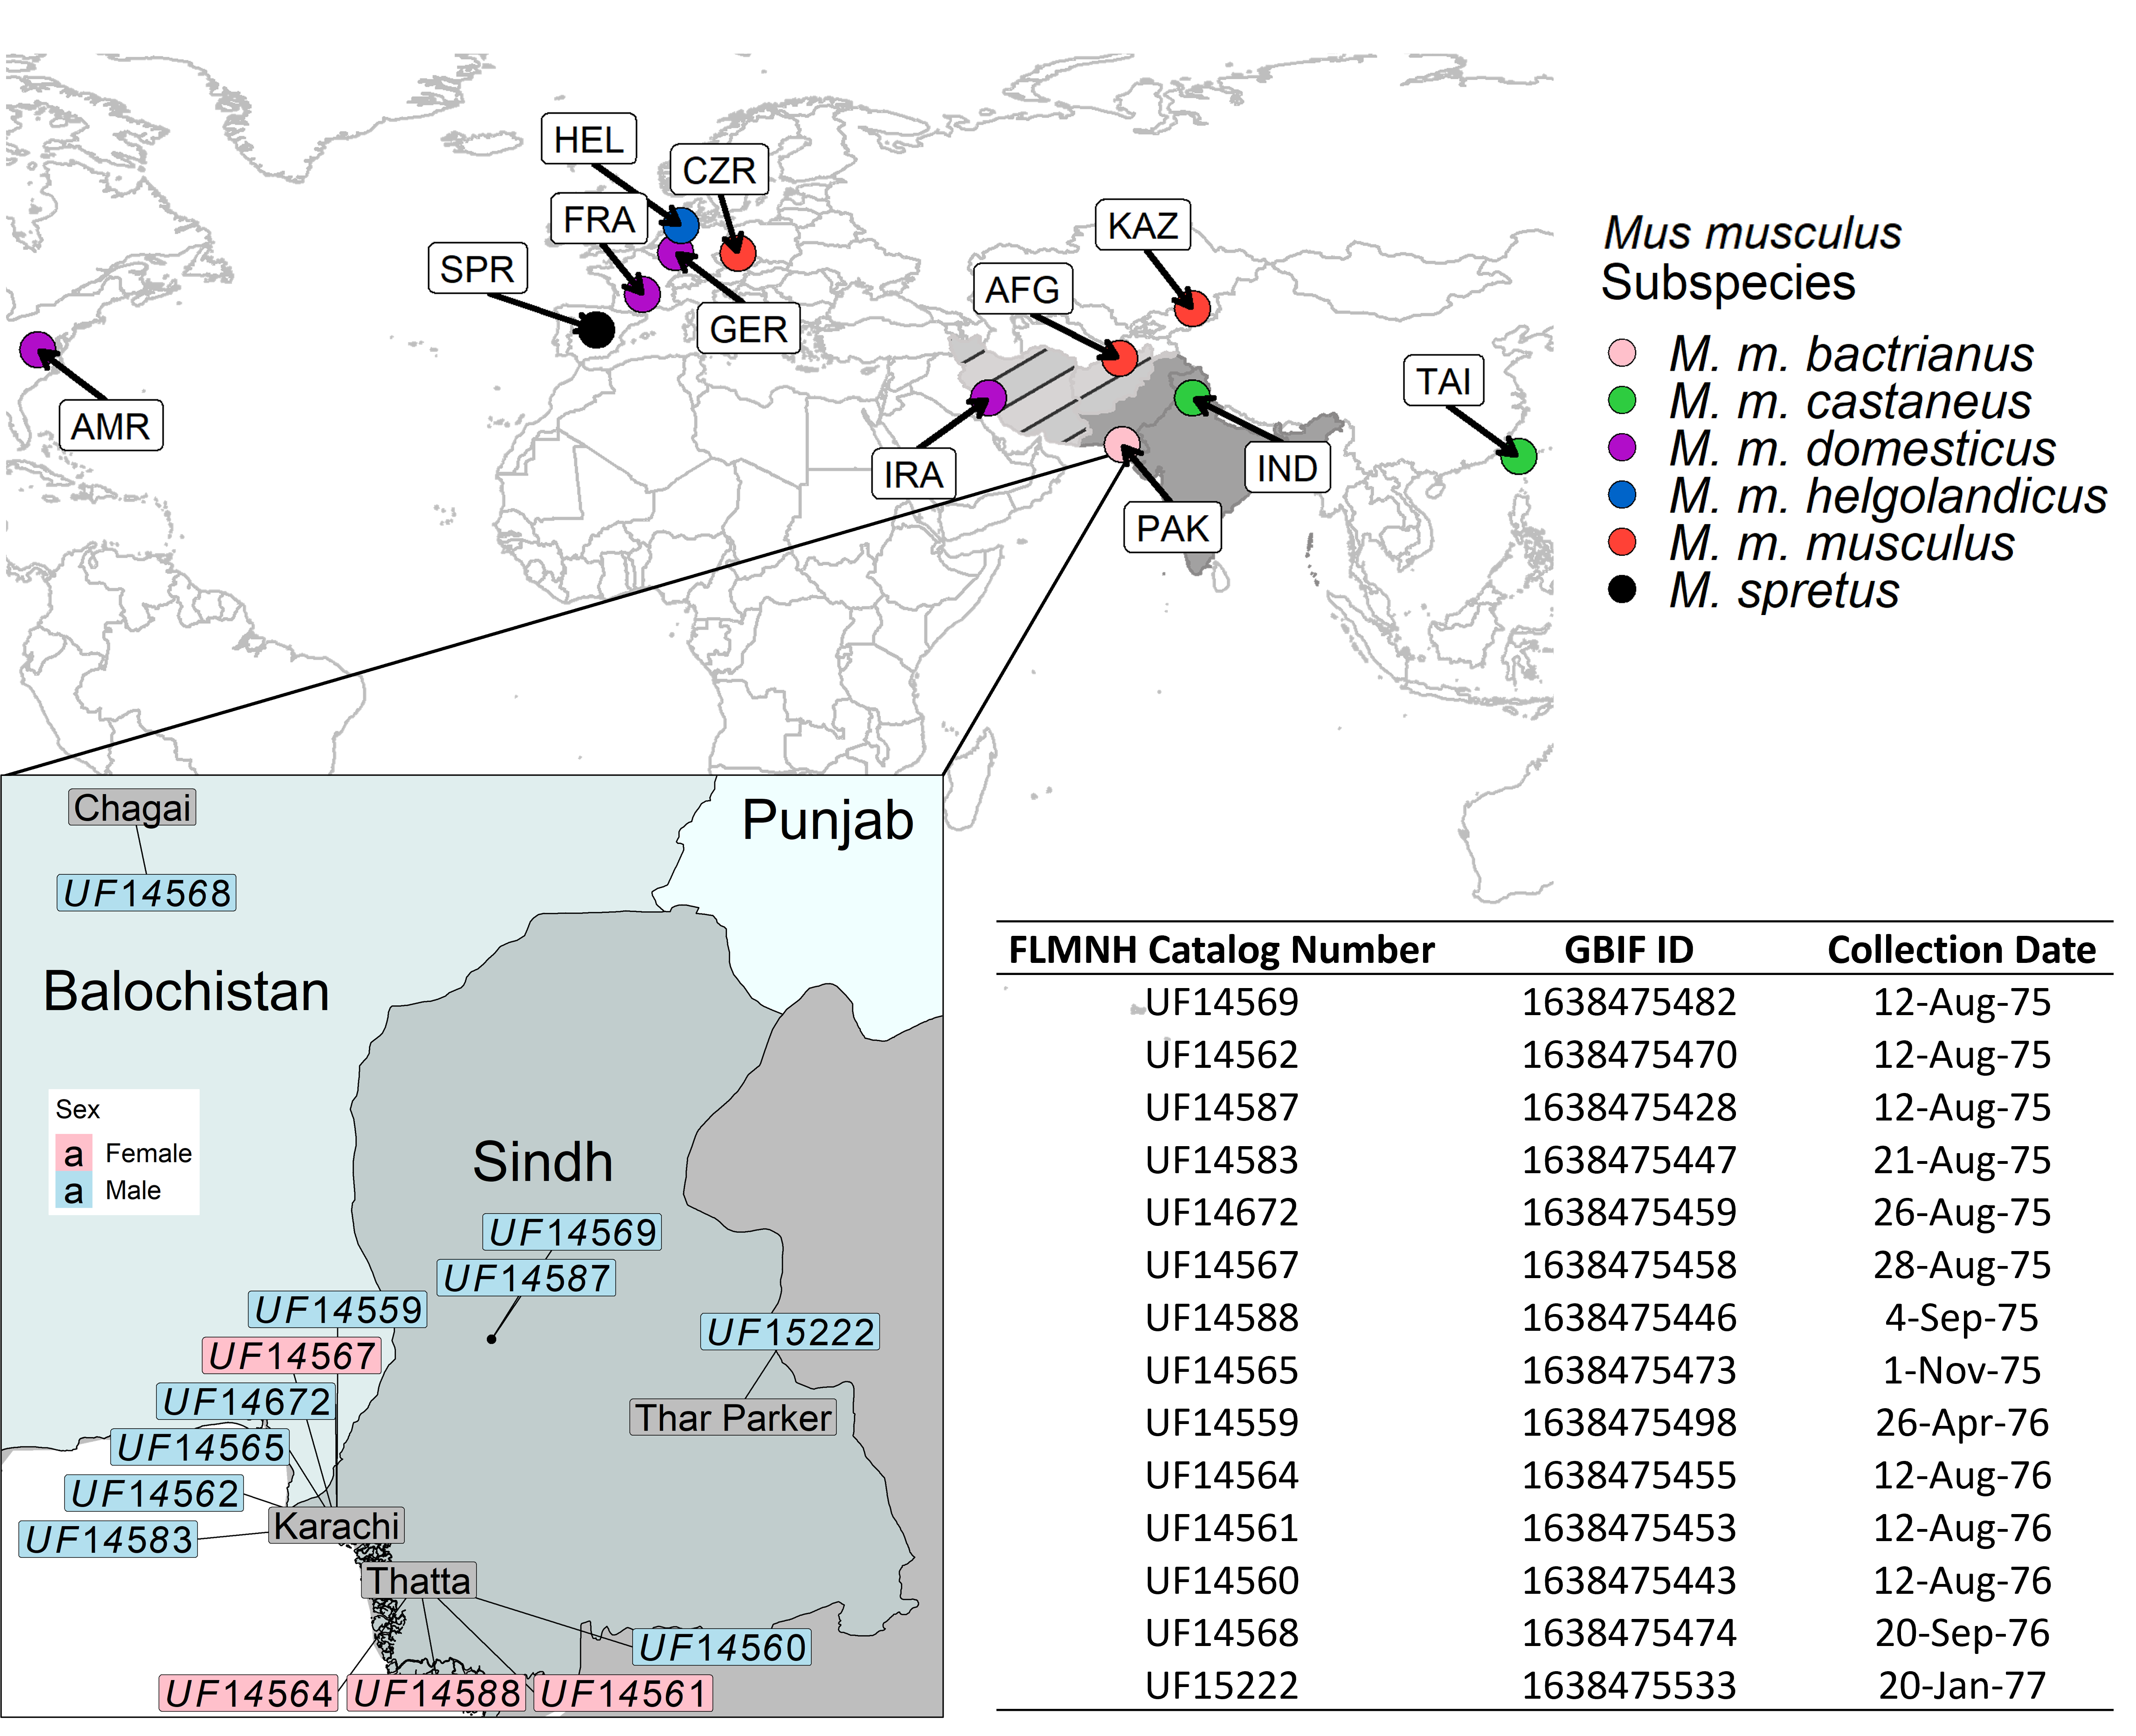 HEL
CZR
FRA
KAZ
SPR
AFG
GER
TAI
AMR
IRA
IND
PAK
Mus musculus
Subspecies
M. m. bactrianus
M. m. castaneus
M. m. domesticus
M. m. helgolandicus
M. m. musculus
M. spretus
Chagai
Punjab
UF14568
Balochistan
Sex
a Female
a Male
Sindh
UF14569
UF14587
UF14559
UF15222
UF14567
UF14672
Thar Parker
UF14565
UF14562
Karachi
UF14583
Thatta
UF14560
UF14564 UF14588 UF14561
FLMNH Catalog Number GBIF ID Collection Date
UF14569 1638475482 12-Aug-75
UF14562 1638475470 12-Aug-75
UF14587 1638475428 12-Aug-75
UF14583 1638475447 21-Aug-75
UF14672 1638475459 26-Aug-75
UF14567 1638475458 28-Aug-75
UF14588 1638475446 4-Sep-75
UF14565 1638475473 1-Nov-75
UF14559 1638475498 26-Apr-76
UF14564 1638475455 12-Aug-76
UF14561 1638475453 12-Aug-76
UF14560 1638475443 12-Aug-76
UF14568 1638475474 20-Sep-76
UF15222 1638475533 20-Jan-77